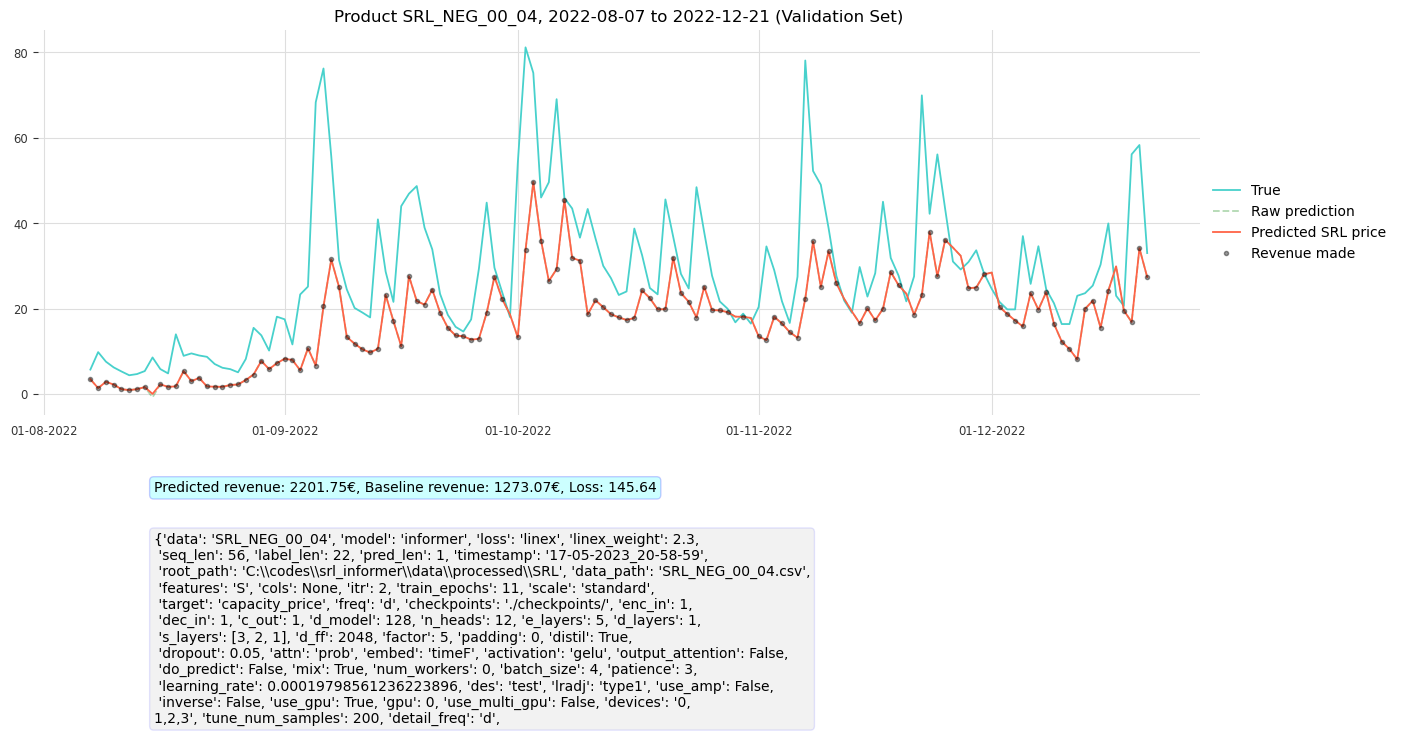 Product SRL_NEG_00_04, 2022-08-07 to 2022-12-21 (Validation Set)
80
60
40
20
0
01-08-2022
01-09-2022
01-10-2022
01-11-2022
01-12-2022
True
Raw prediction
Predicted SRL price
Revenue made
Predicted revenue: 2201.75€, Baseline revenue: 1273.07€, Loss: 145.64
{'data': 'SRL_NEG_00_04', 'model': 'informer', 'loss': 'linex', 'linex_weight': 2.3,
'seq_len': 56, 'label_len': 22, 'pred_len': 1, 'timestamp': '17-05-2023_20-58-59',
'root_path': 'C:\\codes\\srl_informer\\data\\processed\\SRL', 'data_path': 'SRL_NEG_00_04.csv',
'features': 'S', 'cols': None, 'itr': 2, 'train_epochs': 11, 'scale': 'standard',
'target': 'capacity_price', 'freq': 'd', 'checkpoints': './checkpoints/', 'enc_in': 1,
'dec_in': 1, 'c_out': 1, 'd_model': 128, 'n_heads': 12, 'e_layers': 5, 'd_layers': 1,
's_layers': [3, 2, 1], 'd_ff': 2048, 'factor': 5, 'padding': 0, 'distil': True,
'dropout': 0.05, 'attn': 'prob', 'embed': 'timeF', 'activation': 'gelu', 'output_attention': False,
'do_predict': False, 'mix': True, 'num_workers': 0, 'batch_size': 4, 'patience': 3,
'learning_rate': 0.00019798561236223896, 'des': 'test', 'lradj': 'type1', 'use_amp': False,
'inverse': False, 'use_gpu': True, 'gpu': 0, 'use_multi_gpu': False, 'devices': '0,
1,2,3', 'tune_num_samples': 200, 'detail_freq': 'd',